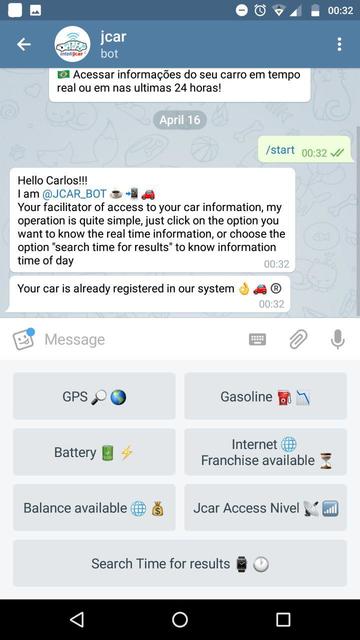 00:32
jcar
bot
Acessar informações do seu carro em tempo
real ou em nas ultimas 24 horas!
April 16
/start 00:32
Hello Carlos!!!
I am @JCAR_BOT
Your facilitator of access to your car information, my
operation is quite simple, just click on the option you
want to know the real time information, or choose the
option "search time for results" to know information
time of day
00:32
Your car is already registered in our system ®
00:32
Message
GPS
Gasoline
Battery
Internet
Franchise available
Balance available
Jcar Access Nivel
Search Time for results